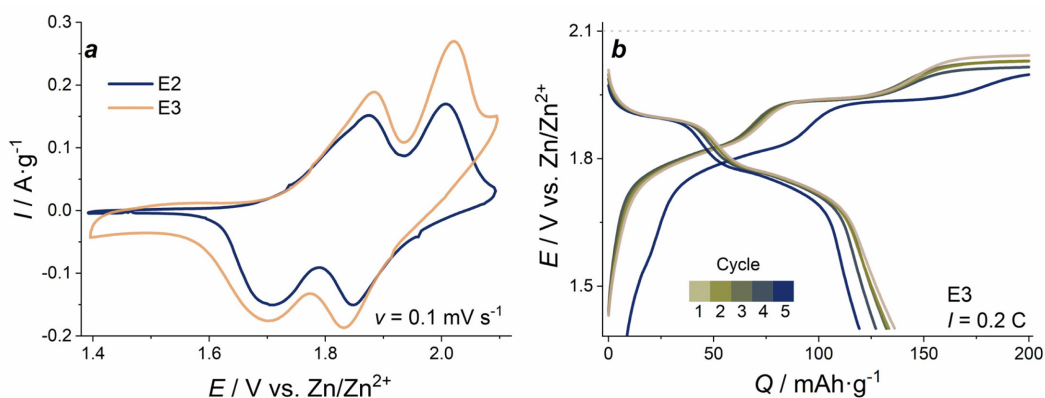 a
E2
E3
ν = 0.1 mV s⁻¹
0.3
0.2
0.1
0.0
-0.1
-0.2
I / A·g⁻¹
1.4 1.6 1.8 2.0
E / V vs. Zn/Zn²⁺
b
2.1
1.8
1.5
E / V vs. Zn/Zn²⁺
Cycle
1 2 3 4 5
E3
I = 0.2 C
0 50 100 150 200
Q / mAh·g⁻¹